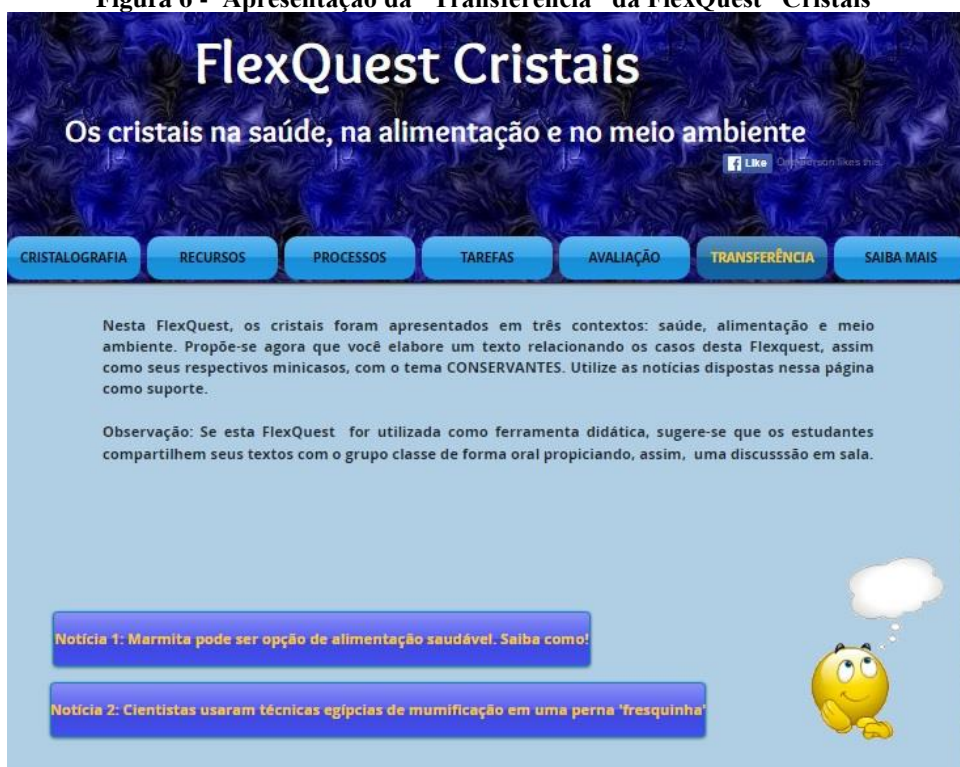 Figura 6 - Apresentação da "Transferência" da FlexQuest "Cristais"
FlexQuest Cristais
Os cristais na saúde, na alimentação e no meio ambiente
Like One person likes this.
CRISTALOGRAFIA RECURSOS PROCESSOS TAREFAS AVALIAÇÃO TRANSFERÊNCIA SAIBA MAIS
Nesta FlexQuest, os cristais foram apresentados em três contextos: saúde, alimentação e meio
ambiente. Propõe-se agora que você elabore um texto relacionando os casos desta Flexquest, assim
como seus respectivos minicasos, com o tema CONSERVANTES. Utilize as notícias dispostas nessa página
como suporte.
Observação: Se esta FlexQuest for utilizada como ferramenta didática, sugere-se que os estudantes
compartilhem seus textos com o grupo classe de forma oral propiciando, assim, uma discusssão em sala.
Notícia 1: Marmita pode ser opção de alimentação saudável. Saiba como!
Notícia 2: Cientistas usaram técnicas egípcias de mumificação em uma perna 'fresquinha'